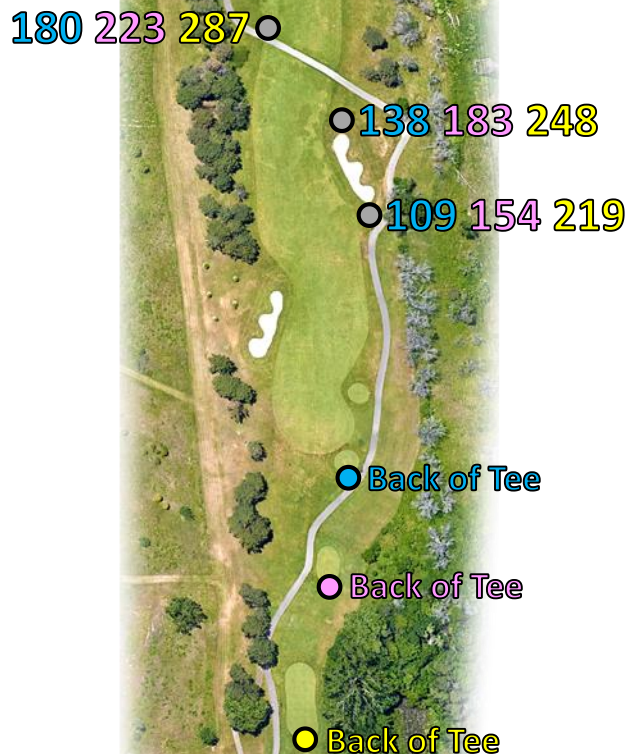 180 223 287
138 183 248
109 154 219
Back of Tee
Back of Tee
Back of Tee